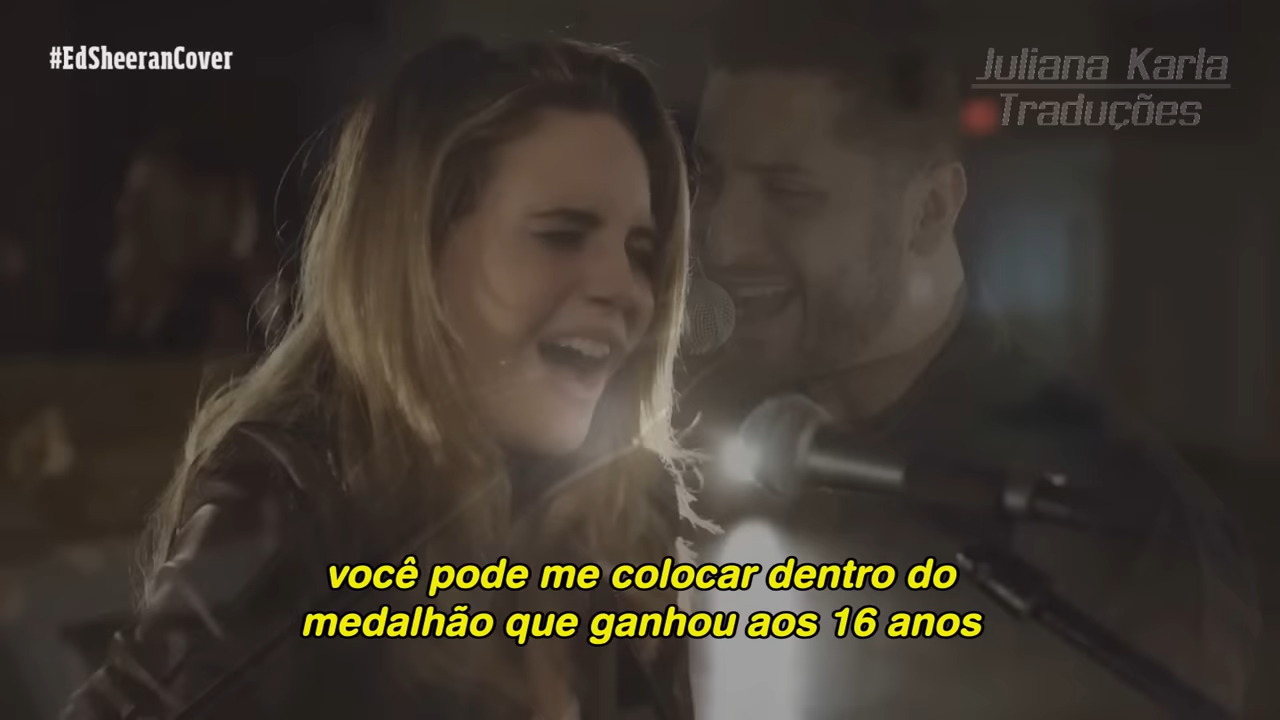 #EdSheeranCover
Juliana Karla
Traduções
você pode me colocar dentro do
medalhão que ganhou aos 16 anos